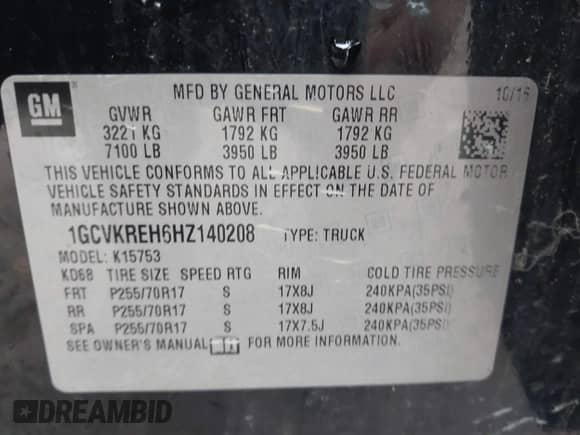 GM
MFD BY GENERAL MOTORS LLC 10/16
GVWR GAWR FRT GAWR RR
3221 KG 1792 KG 1792 KG
7100 LB 3950 LB 3950 LB
THIS VEHICLE CONFORMS TO ALL APPLICABLE U.S. FEDERAL MOTOR
VEHICLE SAFETY STANDARDS IN EFFECT ON THE DATE OF
MANUFACTURE SHOWN ABOVE.
1GCVKREH6HZ140208 TYPE: TRUCK
MODEL: K15753
KD68 TIRE SIZE SPEED RTG RIM COLD TIRE PRESSURE
FRT P255/70R17 S 17X8J 240KPA(35PSI)
RR P255/70R17 S 17X8J 240KPA(35PSI)
SPA P255/70R17 S 17X7.5J 240KPA(35PSI)
SEE OWNER'S MANUAL FOR MORE INFORMATION.
DREAMBID